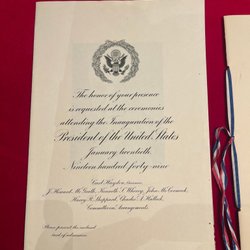 The honor of your presence
is requested at the ceremonies
attending the Inauguration of the
President of the United States
January twentieth
Nineteen hundred forty-nine
Carl Hayden, Chairman
J. Howard McGrath, Kenneth S. Wherry, John McCormack,
Harry R. Sheppard, Charles A. Halleck,
Committee on Arrangements
Please present the enclosed
card of admission